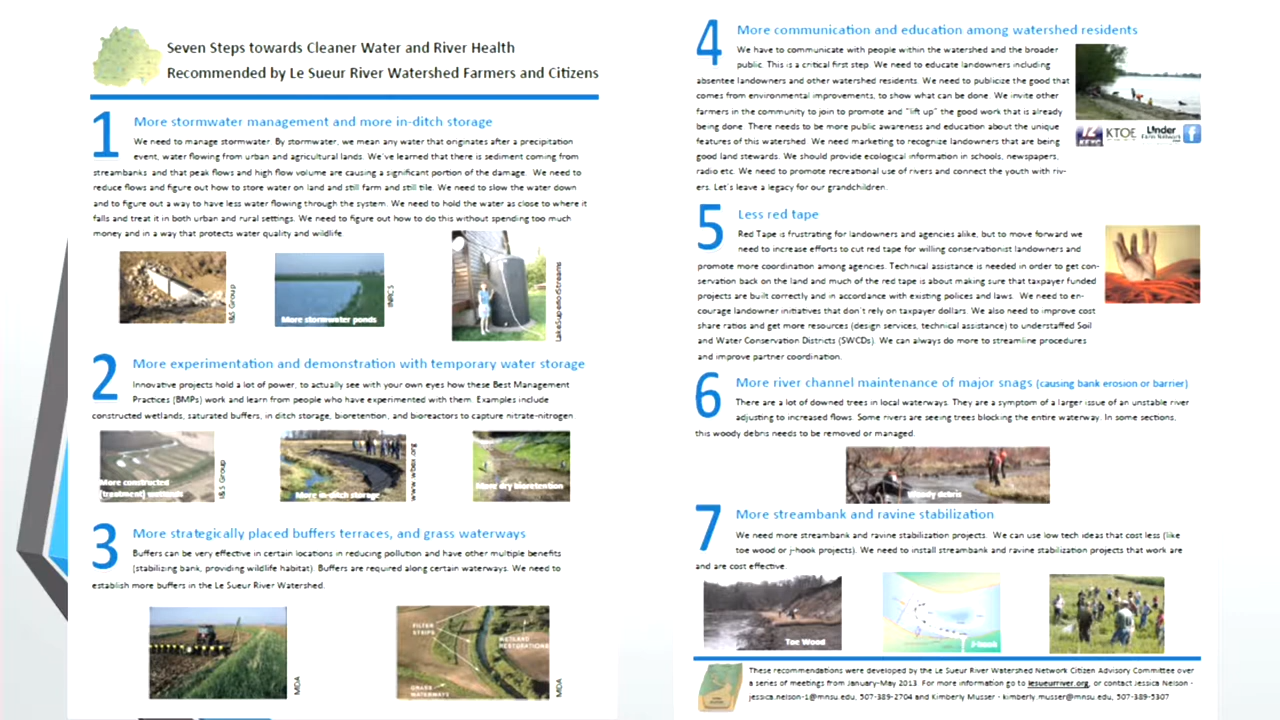 Seven Steps towards Cleaner Water and River Health
Recommended by Le Sueur River Watershed Farmers and Citizens
1 More stormwater management and more in-ditch storage
We need to manage stormwater. By stormwater, we mean any water that originates after a precipitation
event, water flowing from urban and agricultural lands. We've learned that there is sediment coming from
streambanks and that peak flows and high flow volume are causing a significant portion of the damage. We need to
reduce flows and figure out how to store water on land and still farm and still tile. We need to slow the water down
and to figure out a way to have less water flowing through the system. We need to hold the water as close to where it
falls and treat it in both urban and rural settings. We need to figure out how to do this without spending too much
money and in a way that protects water quality and wildlife.
I&S Group
More stormwater ponds
NRCS
LakeSuperiorStreams
2 More experimentation and demonstration with temporary water storage
Innovative projects hold a lot of power, to actually see with your own eyes how these Best Management
Practices (BMPs) work and learn from people who have experimented with them. Examples include
constructed wetlands, saturated buffers, in ditch storage, bioretention, and bioreactors to capture nitrate-nitrogen
More constructed
(treatment) wetlands
I&S Group
More in-ditch storage
More dry bioretention
3 More strategically placed buffers terraces, and grass waterways
Buffers can be very effective in certain locations in reducing pollution and have other multiple benefits
(stabilizing bank, providing wildlife habitat). Buffers are required along certain waterways. We need to
establish more buffers in the Le Sueur River Watershed.
MDA
FILTER
STRIPS
WETLAND
RESTORATIONS
GRASS
WATERWAYS
MDA
4 More communication and education among watershed residents
We have to communicate with people within the watershed and the broader
public. This is a critical first step. We need to educate landowners including
absentee landowners and other watershed residents. We need to publicize the good that
comes from environmental improvements, to show what can be done. We invite other
farmers in the community to join to promote and "lift up" the good work that is already
being done. There needs to be more public awareness and education about the unique
features of this watershed. We need marketing to recognize landowners that are being
good land stewards. We should provide ecological information in schools, newspapers,
radio etc. We need to promote recreational use of rivers and connect the youth with riv-
ers. Let's leave a legacy for our grandchildren.
KTOE
Linder
Farm Network
f
5 Less red tape
Red Tape is frustrating for landowners and agencies alike, but to move forward we
need to increase efforts to cut red tape for willing conservationist landowners and
promote more coordination among agencies. Technical assistance is needed in order to get con-
servation back on the land and much of the red tape is about making sure that taxpayer funded
projects are built correctly and in accordance with existing polices and laws. We need to en-
courage landowner initiatives that don't rely on taxpayer dollars. We also need to improve cost
share ratios and get more resources (design services, technical assistance) to understaffed Soil
and Water Conservation Districts (SWCDs). We can always do more to streamline procedures
and improve partner coordination.
6 More river channel maintenance of major snags (causing bank erosion or barrier)
There are a lot of downed trees in local waterways. They are a symptom of a larger issue of an unstable river
adjusting to increased flows. Some rivers are seeing trees blocking the entire waterway. In some sections,
this woody debris needs to be removed or managed.
Woody debris
7 More streambank and ravine stabilization
We need more streambank and ravine stabilization projects. We can use low tech ideas that cost less (like
toe wood or j-hook projects). We need to install streambank and ravine stabilization projects that work are
and are cost effective.
Toe Wood
J-hook
These recommendations were developed by the Le Sueur River Watershed Network Citizen Advisory Committee over
a series of meetings from January-May 2013. For more information go to lesueurriver.org, or contact Jessica Nelson -
jessica.nelson-1@mnsu.edu, 507-389-2704 and Kimberly Musser - kimberly.musser@mnsu.edu, 507-389-5307